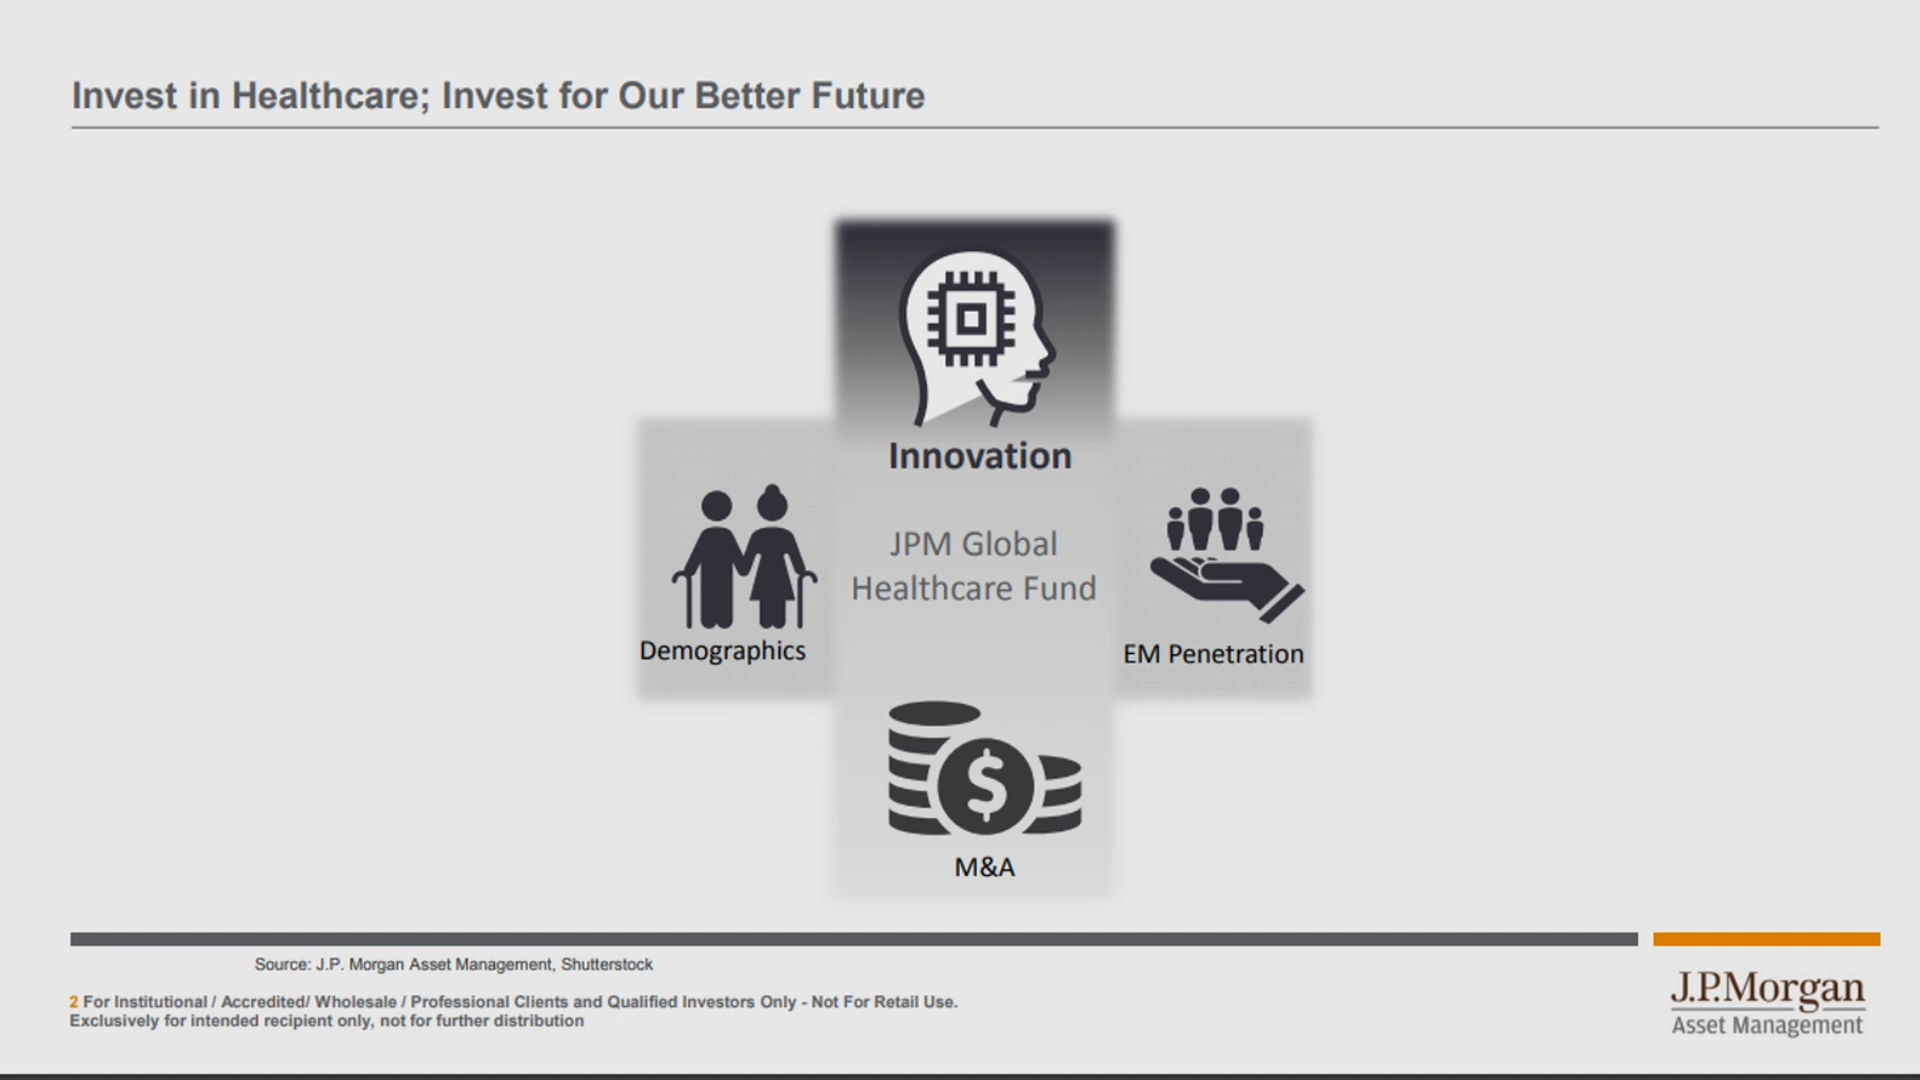 Invest in Healthcare; Invest for Our Better Future
Innovation
JPM Global
Healthcare Fund
Demographics
EM Penetration
$
M&A
Source: J.P. Morgan Asset Management, Shutterstock
2 For Institutional / Accredited/ Wholesale / Professional Clients and Qualified Investors Only - Not For Retail Use.
Exclusively for intended recipient only, not for further distribution
J.P.Morgan
Asset Management